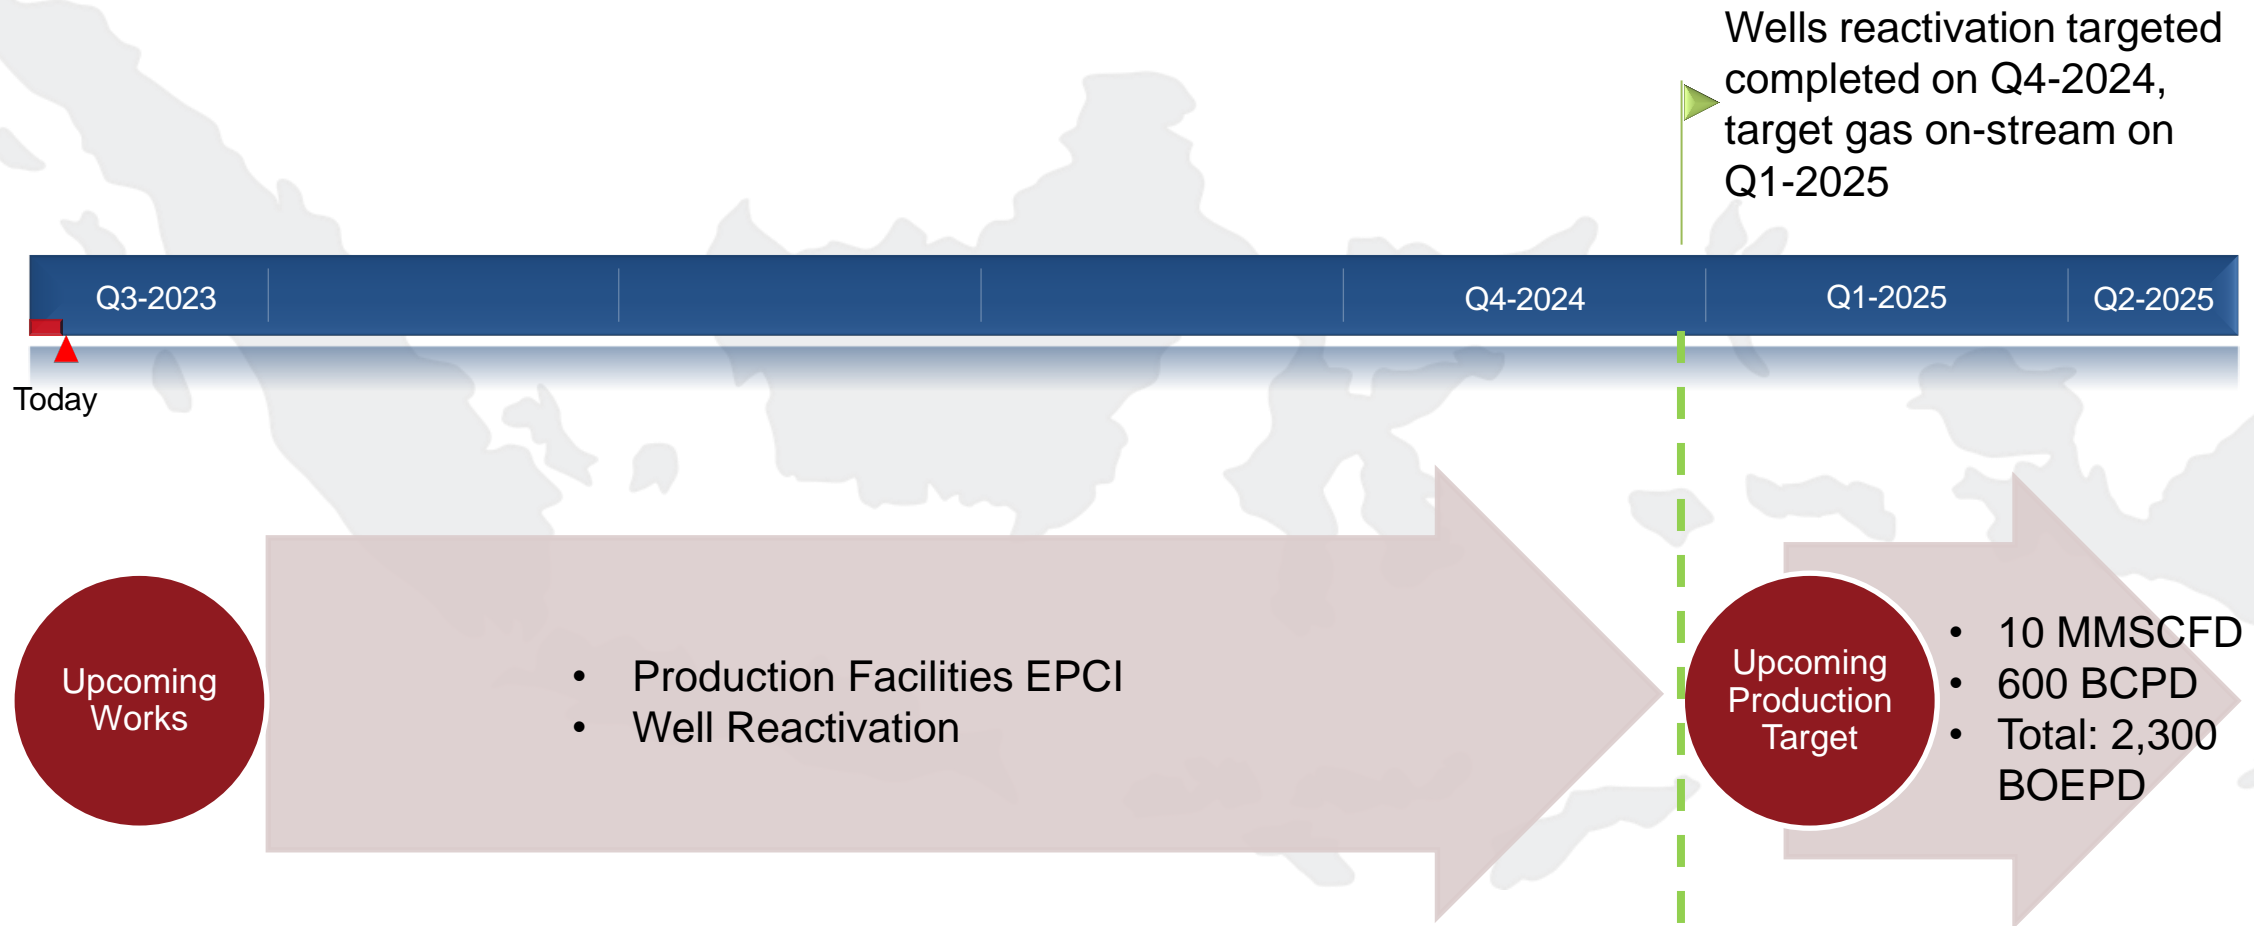 Wells reactivation targeted
completed on Q4-2024,
target gas on-stream on
Q1-2025
Q3-2023
Q4-2024
Q1-2025
Q2-2025
Today
Upcoming
Works
• Production Facilities EPCI
• Well Reactivation
Upcoming
Production
Target
• 10 MMSCFD
• 600 BCPD
• Total: 2,300
BOEPD